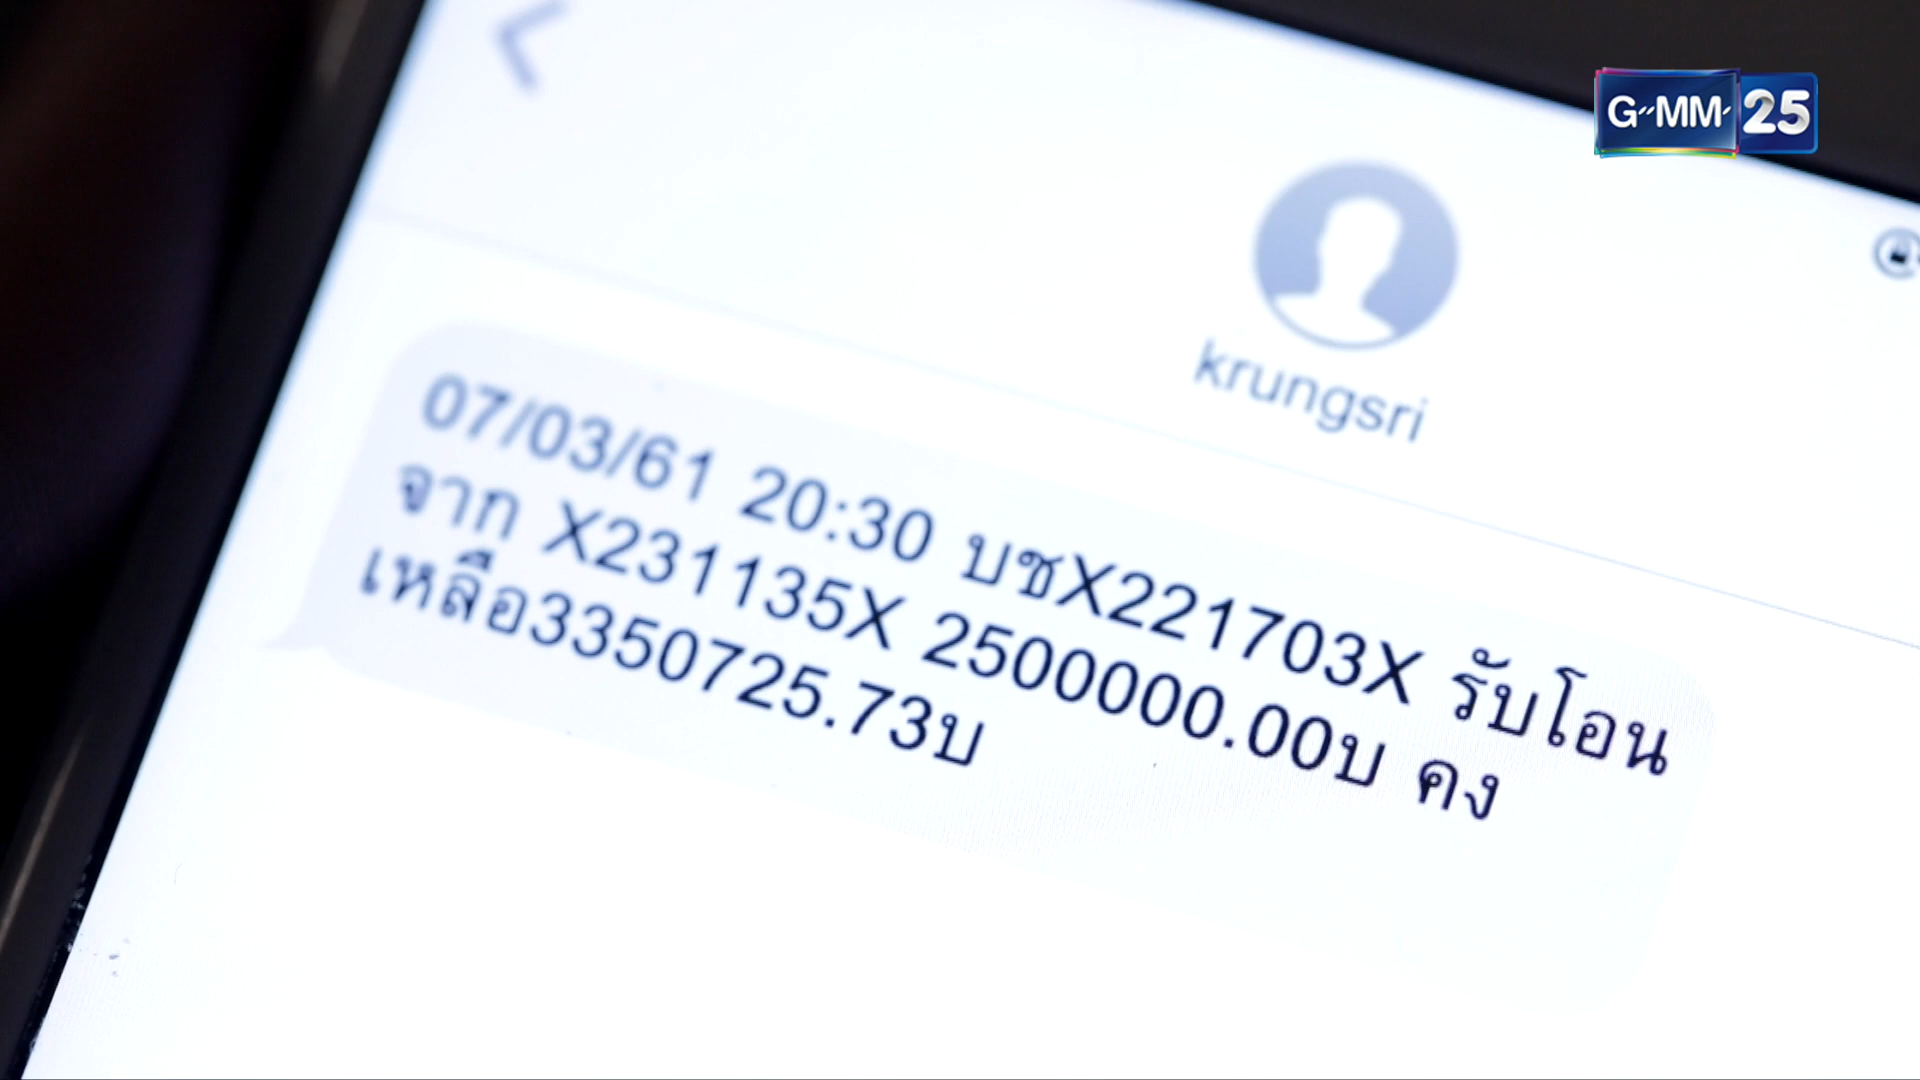 GMM 25
krungsri
07/03/61 20:30 บชX221703X รับโอน
จาก X231135X 2500000.00บ คง
เหลือ3350725.73บ